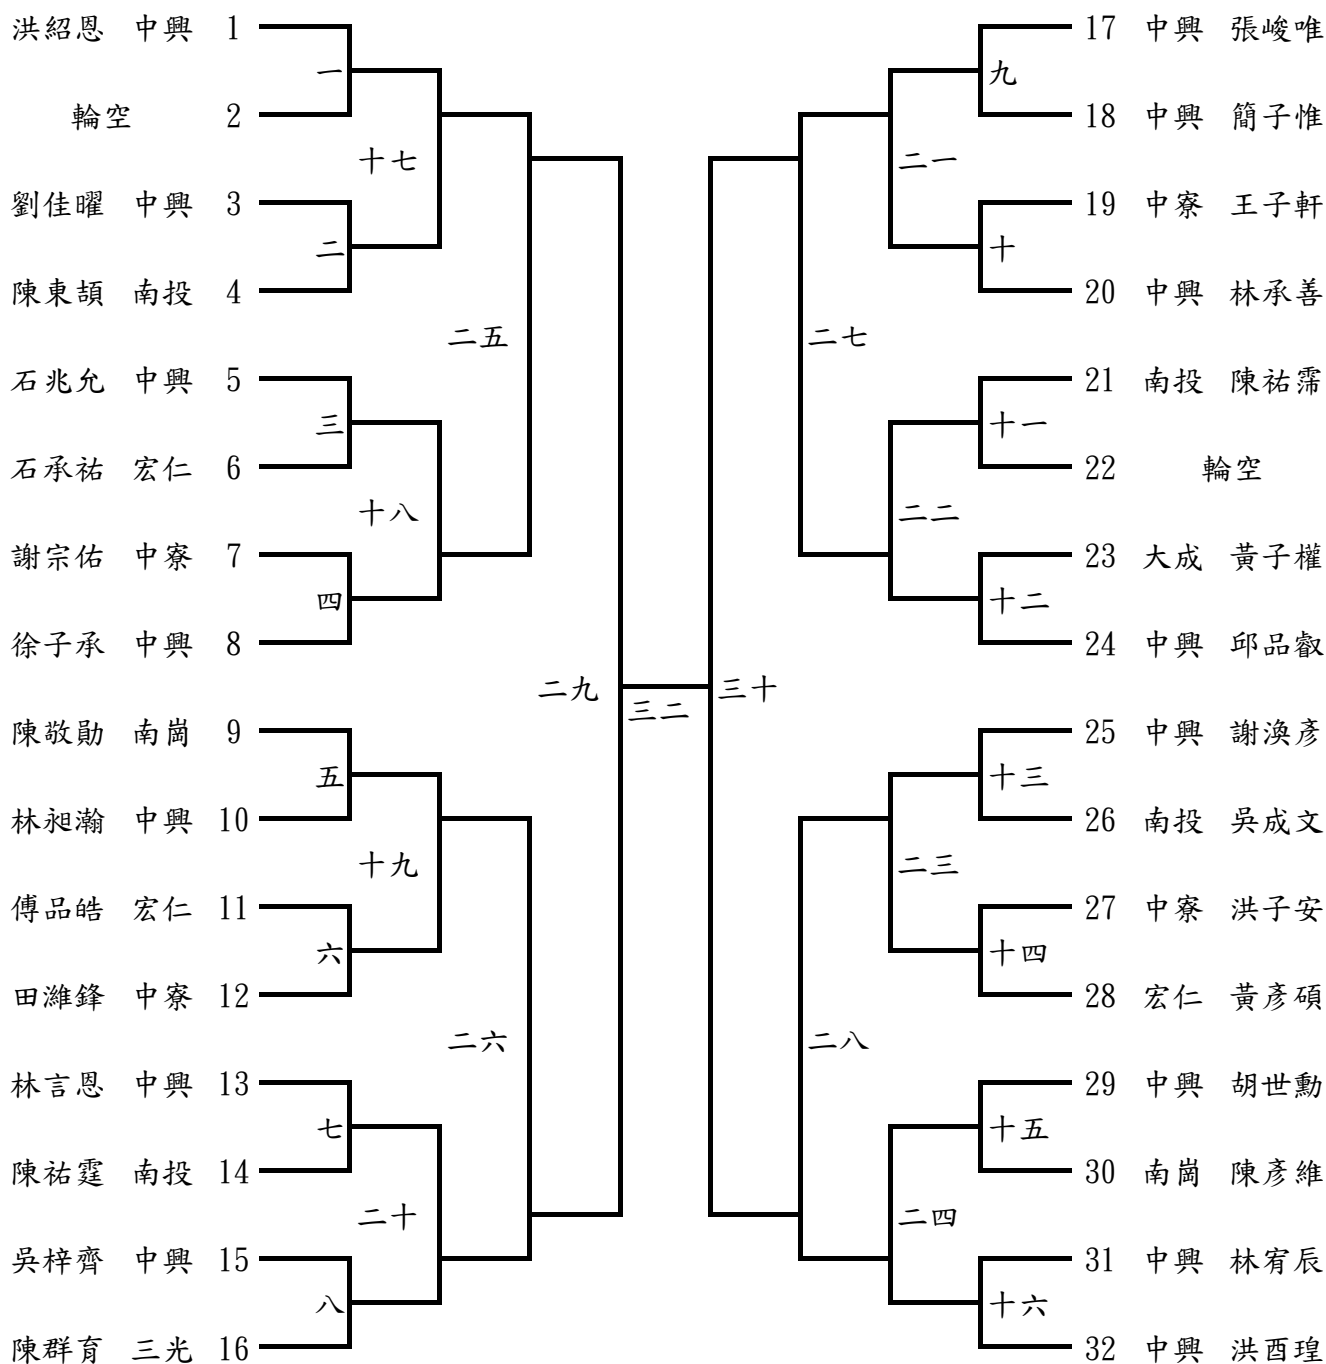 洪紹恩 中興 1
輪空 2
劉佳曜 中興 3
陳東頡 南投 4
石兆允 中興 5
石承祐 宏仁 6
謝宗佑 中寮 7
徐子承 中興 8
陳敬勛 南崗 9
林昶瀚 中興 10
傅品皓 宏仁 11
田濰鋒 中寮 12
林言恩 中興 13
陳祐霆 南投 14
吳梓齊 中興 15
陳群育 三光 16
一
二
三
四
五
六
七
八
十七
十八
十九
二十
二五
二六
二九
三二
三十
二七
二八
二一
二二
二三
二四
九
十
十一
十二
十三
十四
十五
十六
17 中興 張峻唯
18 中興 簡子惟
19 中寮 王子軒
20 中興 林承善
21 南投 陳祐霈
22 輪空
23 大成 黃子權
24 中興 邱品叡
25 中興 謝渙彥
26 南投 吳成文
27 中寮 洪子安
28 宏仁 黃彥碩
29 中興 胡世勳
30 南崗 陳彥維
31 中興 林宥辰
32 中興 洪酉瑝